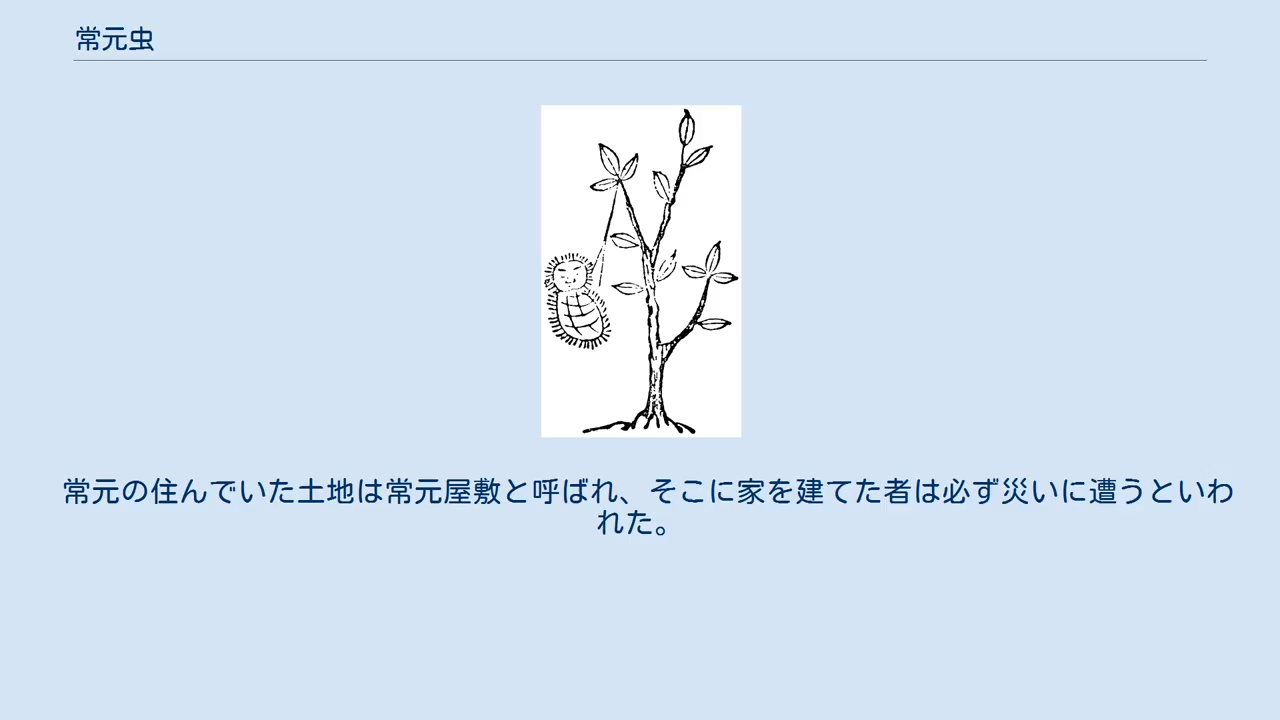 常元虫
常元の住んでいた土地は常元屋敷と呼ばれ、そこに家を建てた者は必ず災いに遭うといわ
れた。